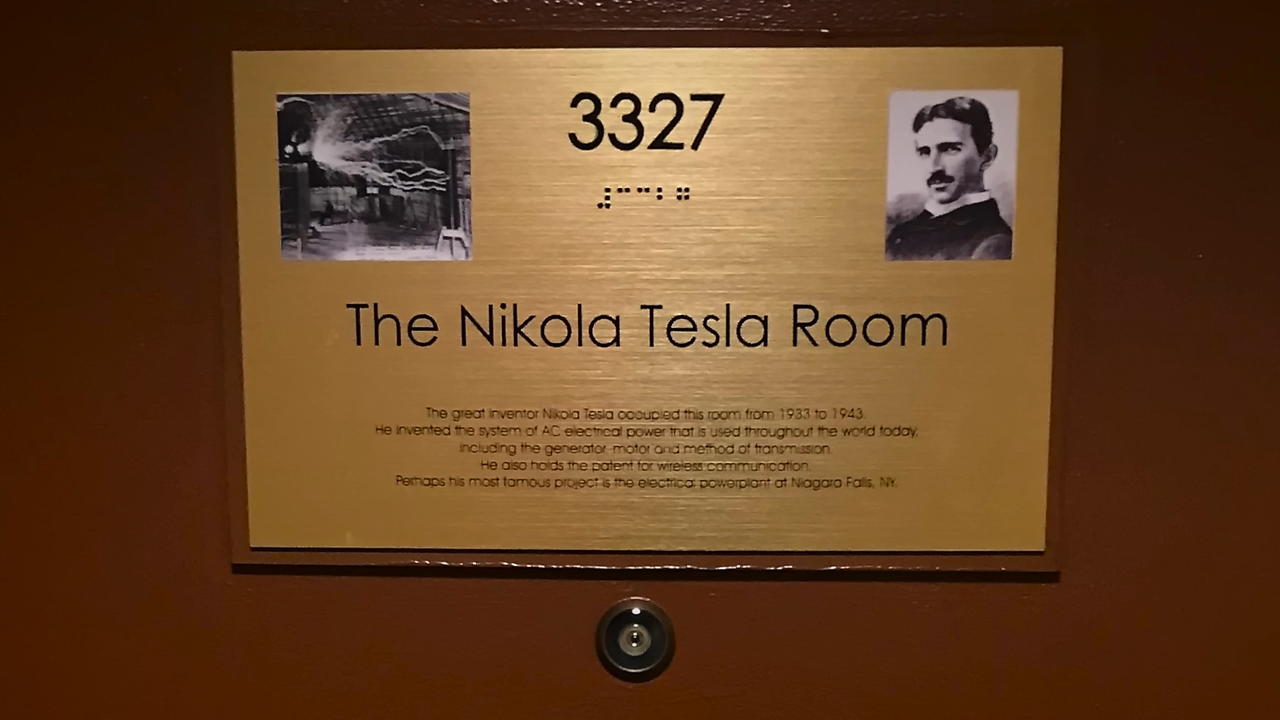 3327
⠼⠉⠉⠃⠛
The Nikola Tesla Room
The great inventor Nikola Tesla occupied this room from 1933 to 1943.
He invented the system of AC electrical power that is used throughout the world today,
including the generator, motor and method of transmission.
He also holds the patent for wireless communication.
Perhaps his most famous project is the electrical powerplant at Niagara Falls, NY.